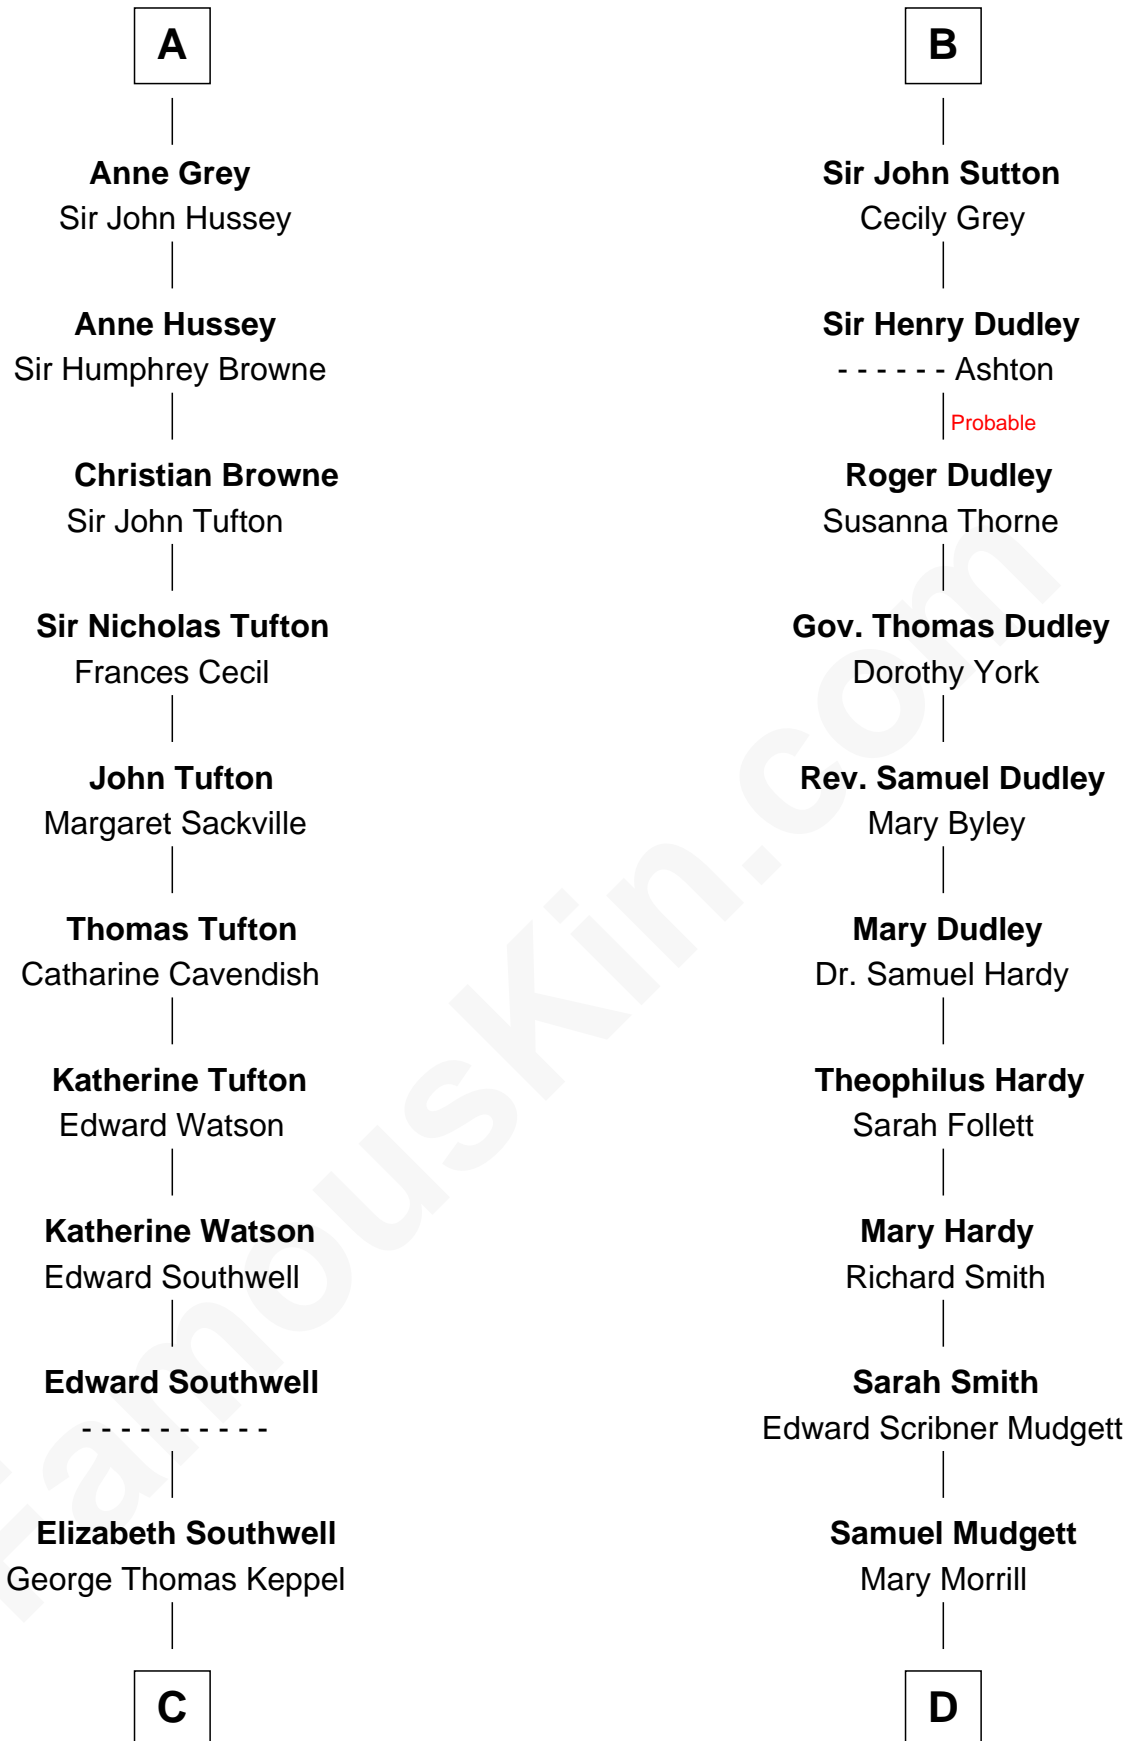 A
Anne Grey
Sir John Hussey
Anne Hussey
Sir Humphrey Browne
Christian Browne
Sir John Tufton
Sir Nicholas Tufton
Frances Cecil
John Tufton
Margaret Sackville
Thomas Tufton
Catharine Cavendish
Katherine Tufton
Edward Watson
Katherine Watson
Edward Southwell
Edward Southwell
- - - - - - - - - -
Elizabeth Southwell
George Thomas Keppel
C
B
Sir John Sutton
Cecily Grey
Sir Henry Dudley
- - - - - - Ashton
Probable
Roger Dudley
Susanna Thorne
Gov. Thomas Dudley
Dorothy York
Rev. Samuel Dudley
Mary Byley
Mary Dudley
Dr. Samuel Hardy
Theophilus Hardy
Sarah Follett
Mary Hardy
Richard Smith
Sarah Smith
Edward Scribner Mudgett
Samuel Mudgett
Mary Morrill
D
FamousKin.com